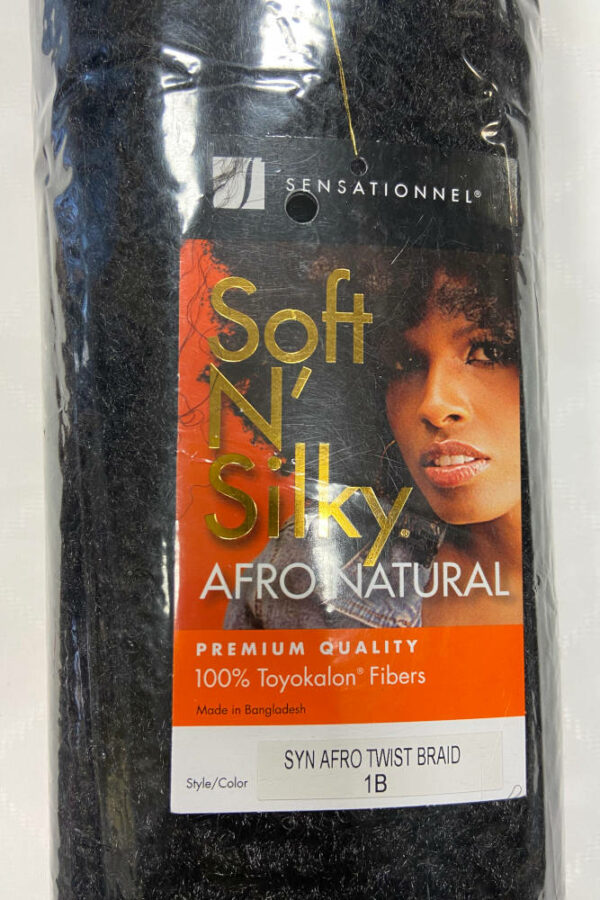 SENSATIONNEL®
Soft
N'
Silky.
AFRO NATURAL
PREMIUM QUALITY
100% Toyokalon® Fibers
Made in Bangladesh
SYN AFRO TWIST BRAID
Style/Color 1B